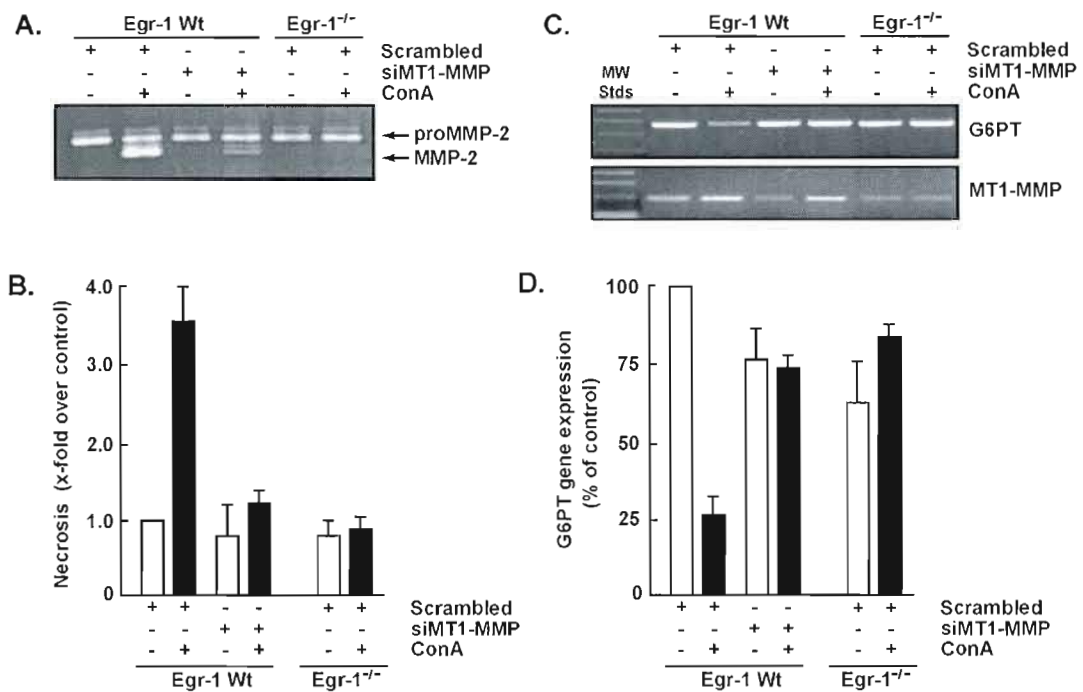 A.
Egr-1 Wt Egr-1-/-
+ + - - + + Scrambled
- - + + - - siMT1-MMP
- + - + - + ConA
proMMP-2
MMP-2
C.
Egr-1 Wt Egr-1-/-
+ + - - + + Scrambled
MW - - + + - - siMT1-MMP
Stds - + - + - + ConA
G6PT
MT1-MMP
B.
Necrosis (x-fold over control)
4.0
3.0
2.0
1.0
0
+ + - - + + Scrambled
- - + + - - siMT1-MMP
- + - + - + ConA
Egr-1 Wt Egr-1-/-
D.
G6PT gene expression
(% of control)
100
75
50
25
0
+ + - - + + Scrambled
- - + + - - siMT1-MMP
- + - + - + ConA
Egr-1 Wt Egr-1-/-